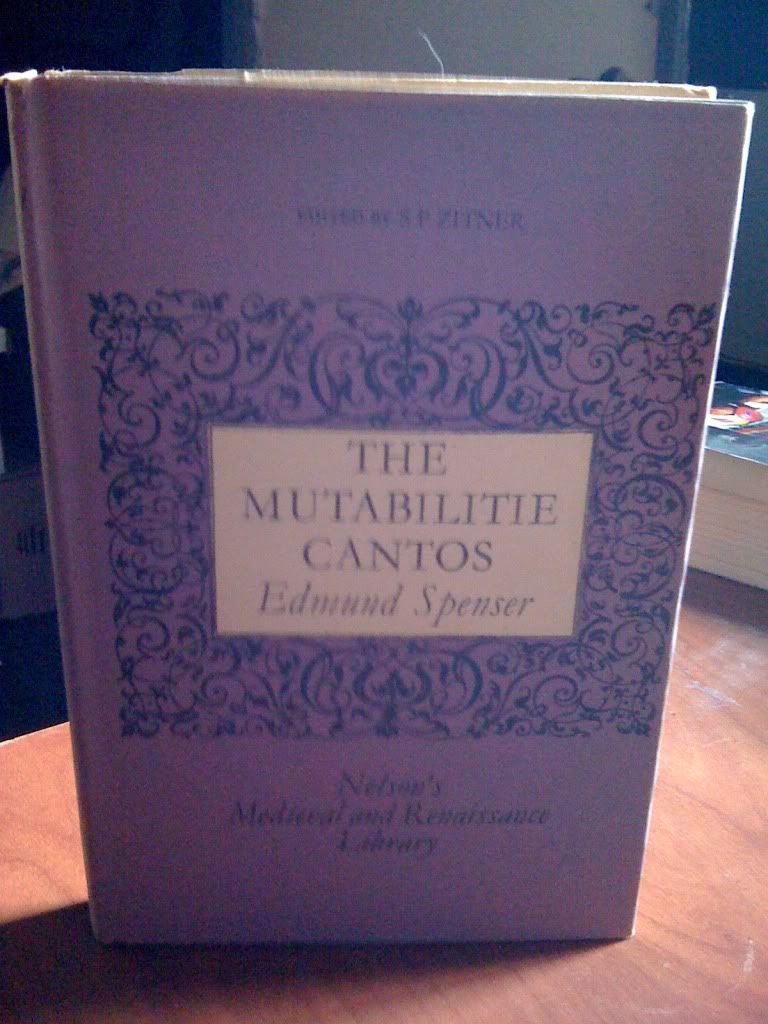 EDITED BY S P ZITNER
THE
MUTABILITIE
CANTOS
Edmund Spenser
Nelson's
Medieval and Renaissance
Library